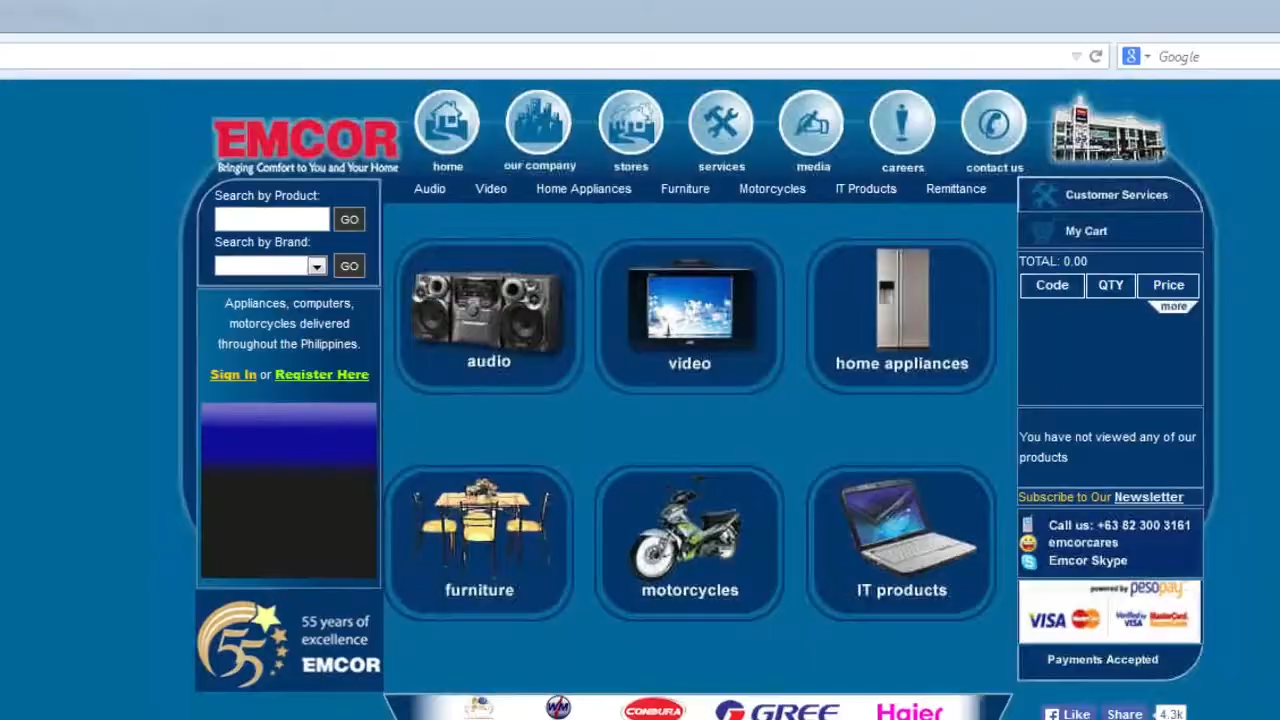 Google
EMCOR
Bringing Comfort to You and Your Home
home
our company
stores
services
media
careers
contact us
Audio
Video
Home Appliances
Furniture
Motorcycles
IT Products
Remittance
Search by Product:
GO
Search by Brand:
GO
Appliances, computers,
motorcycles delivered
throughout the Philippines.
Sign In or Register Here
55
55 years of
excellence
EMCOR
audio
video
home appliances
furniture
motorcycles
IT products
Customer Services
My Cart
TOTAL: 0.00
Code
QTY
Price
more
You have not viewed any of our
products
Subscribe to Our Newsletter
Call us: +63 82 300 3161
emcorcares
Emcor Skype
powered by pesopay
VISA
Verified by
VISA
MasterCard
Payments Accepted
WM
CONDURA
GREE
Haier
Like
Share
4.3k